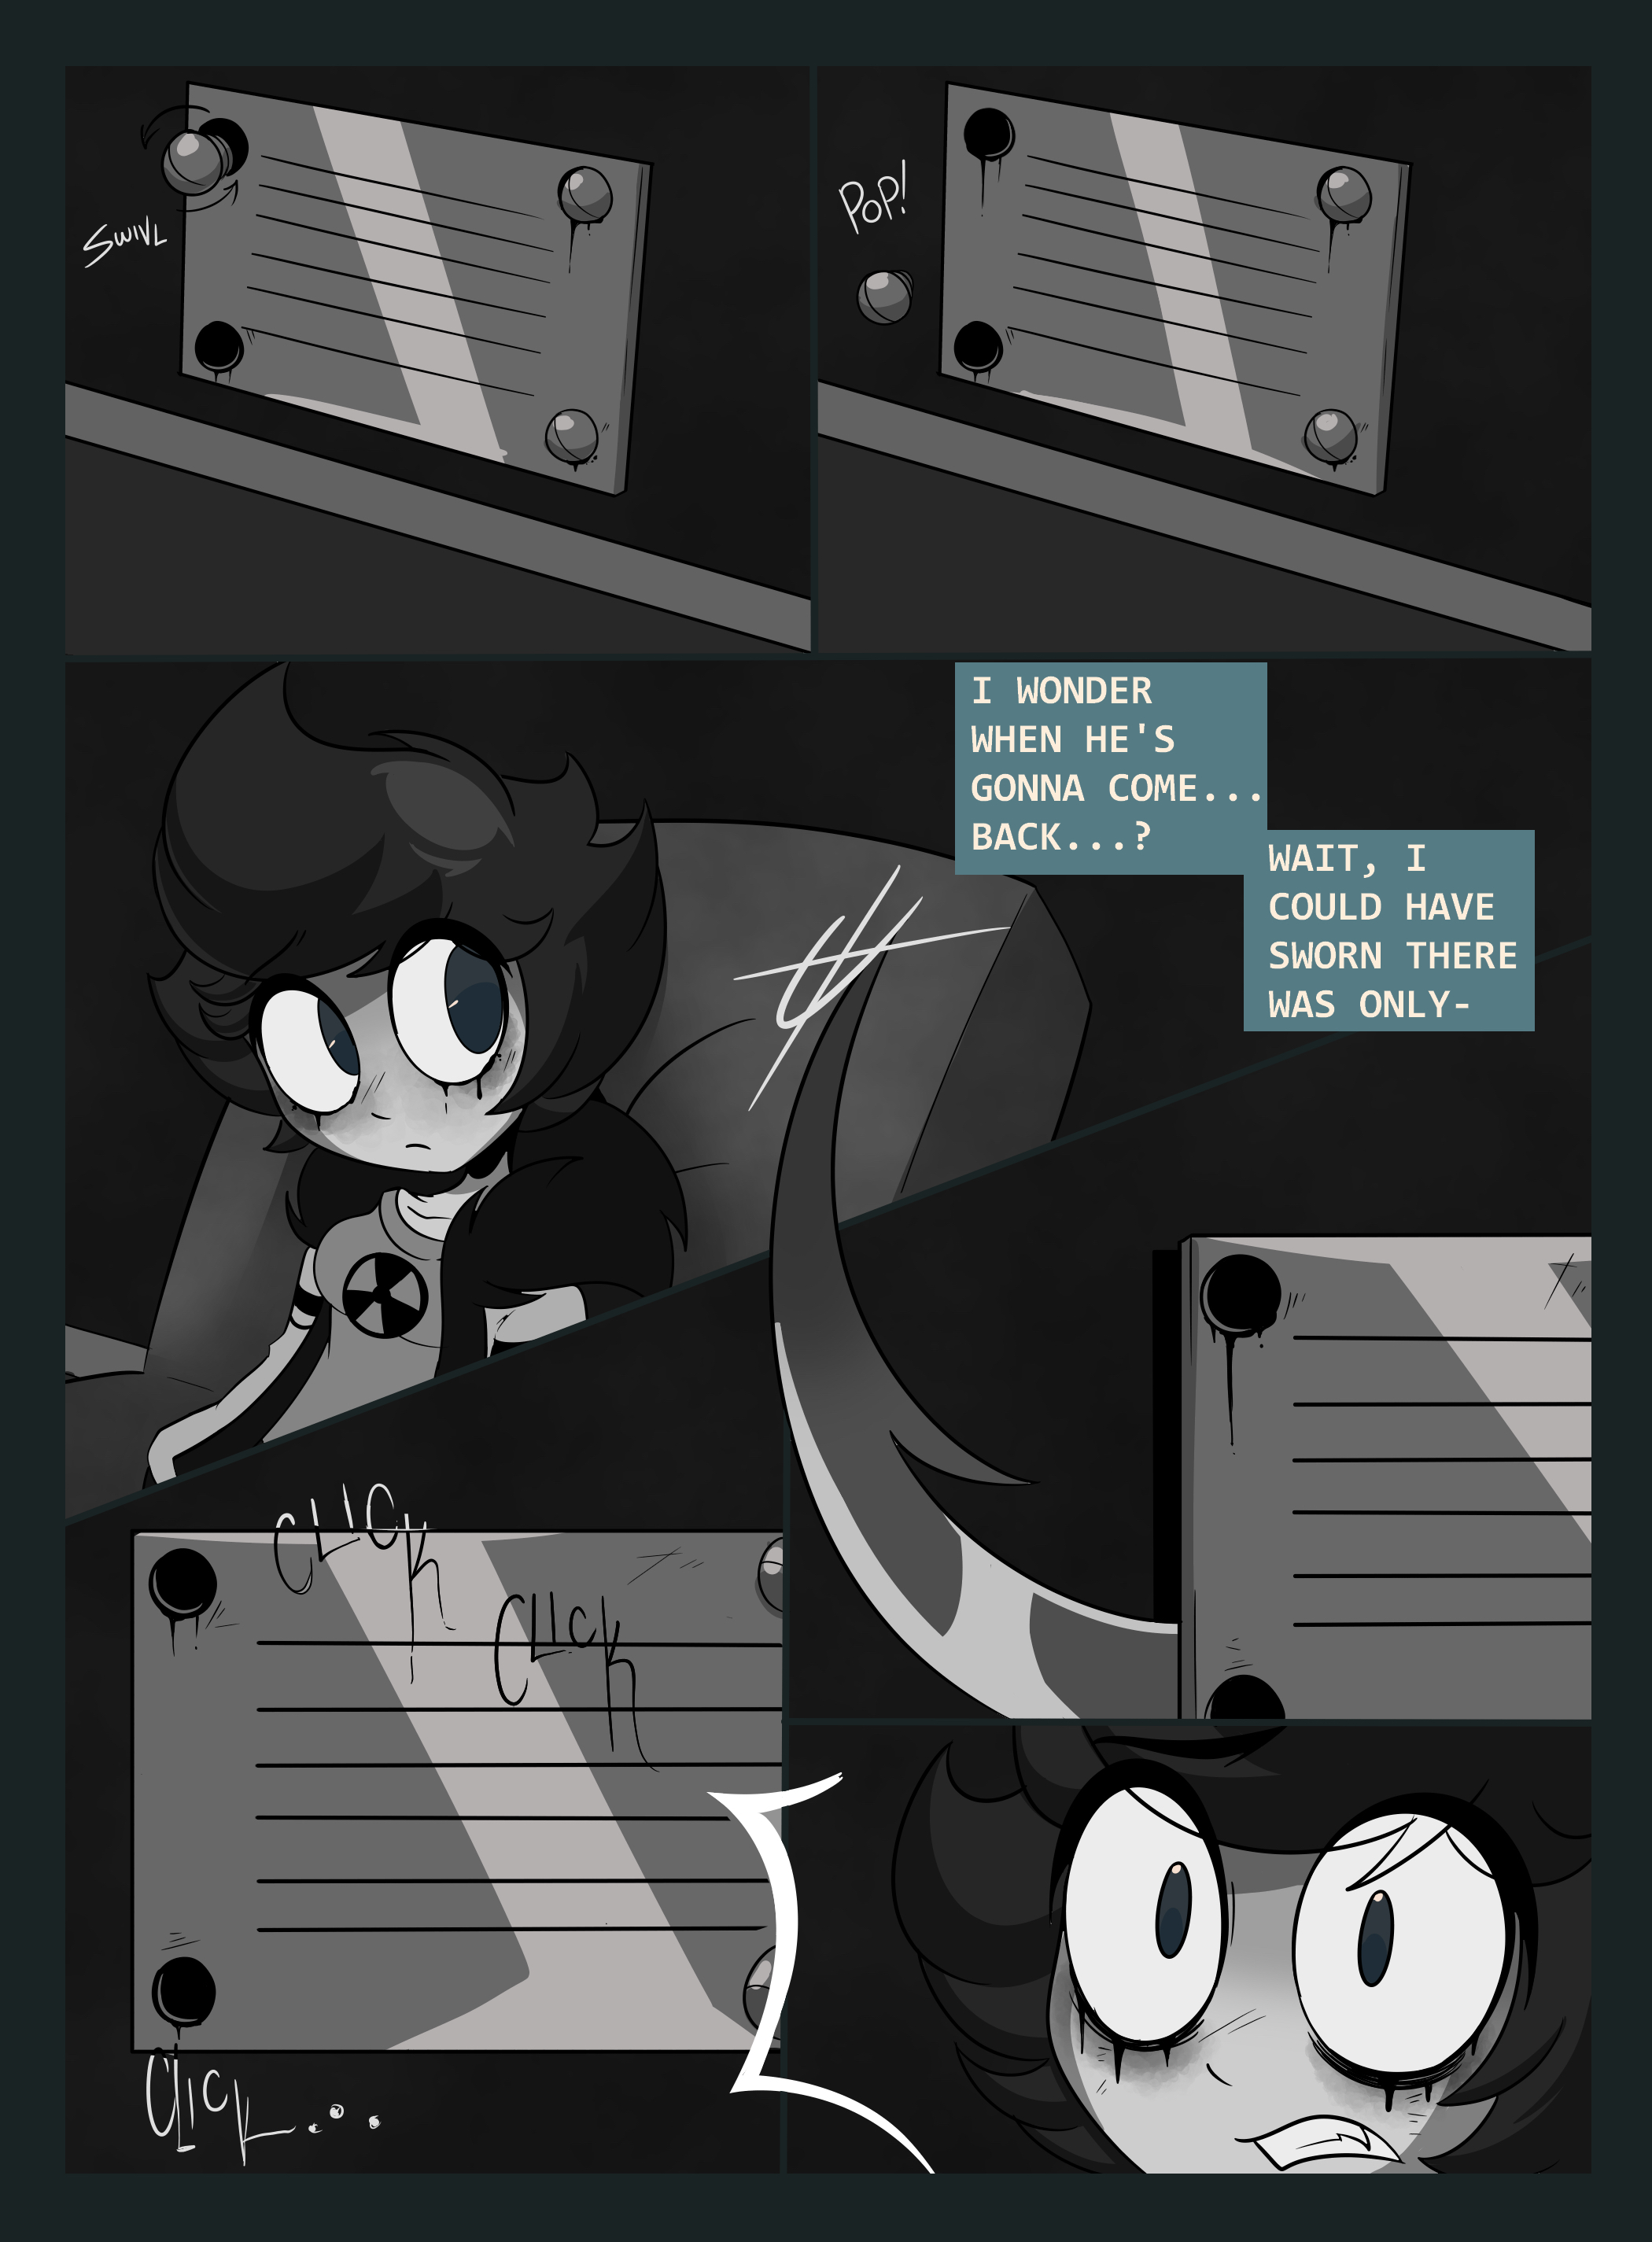 SWIVL
POP!
I WONDER
WHEN HE'S
GONNA COME...
BACK...?
WAIT, I
COULD HAVE
SWORN THERE
WAS ONLY-
CLICK
CLICK
CLICK...